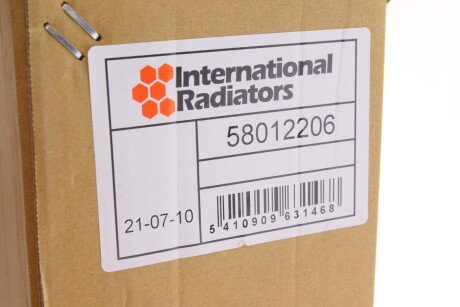 International
Radiators
58012206
21-07-10
5 410909 631468